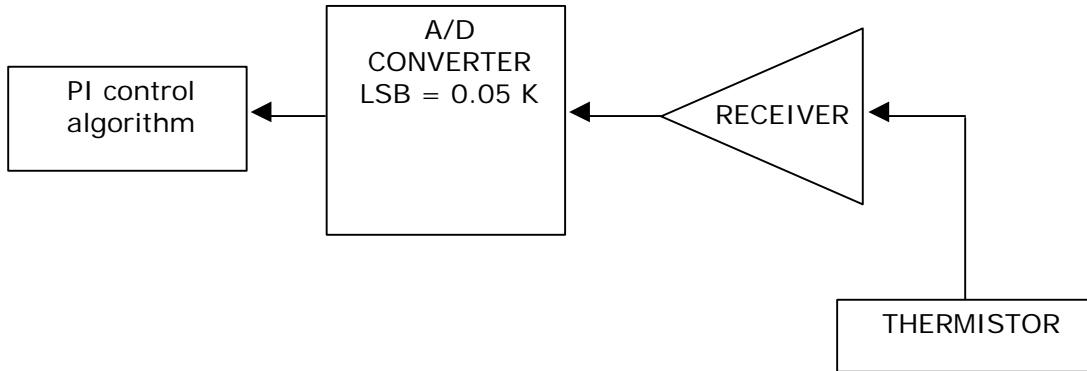 A/D
CONVERTER
LSB = 0.05 K
PI control
algorithm
RECEIVER
THERMISTOR